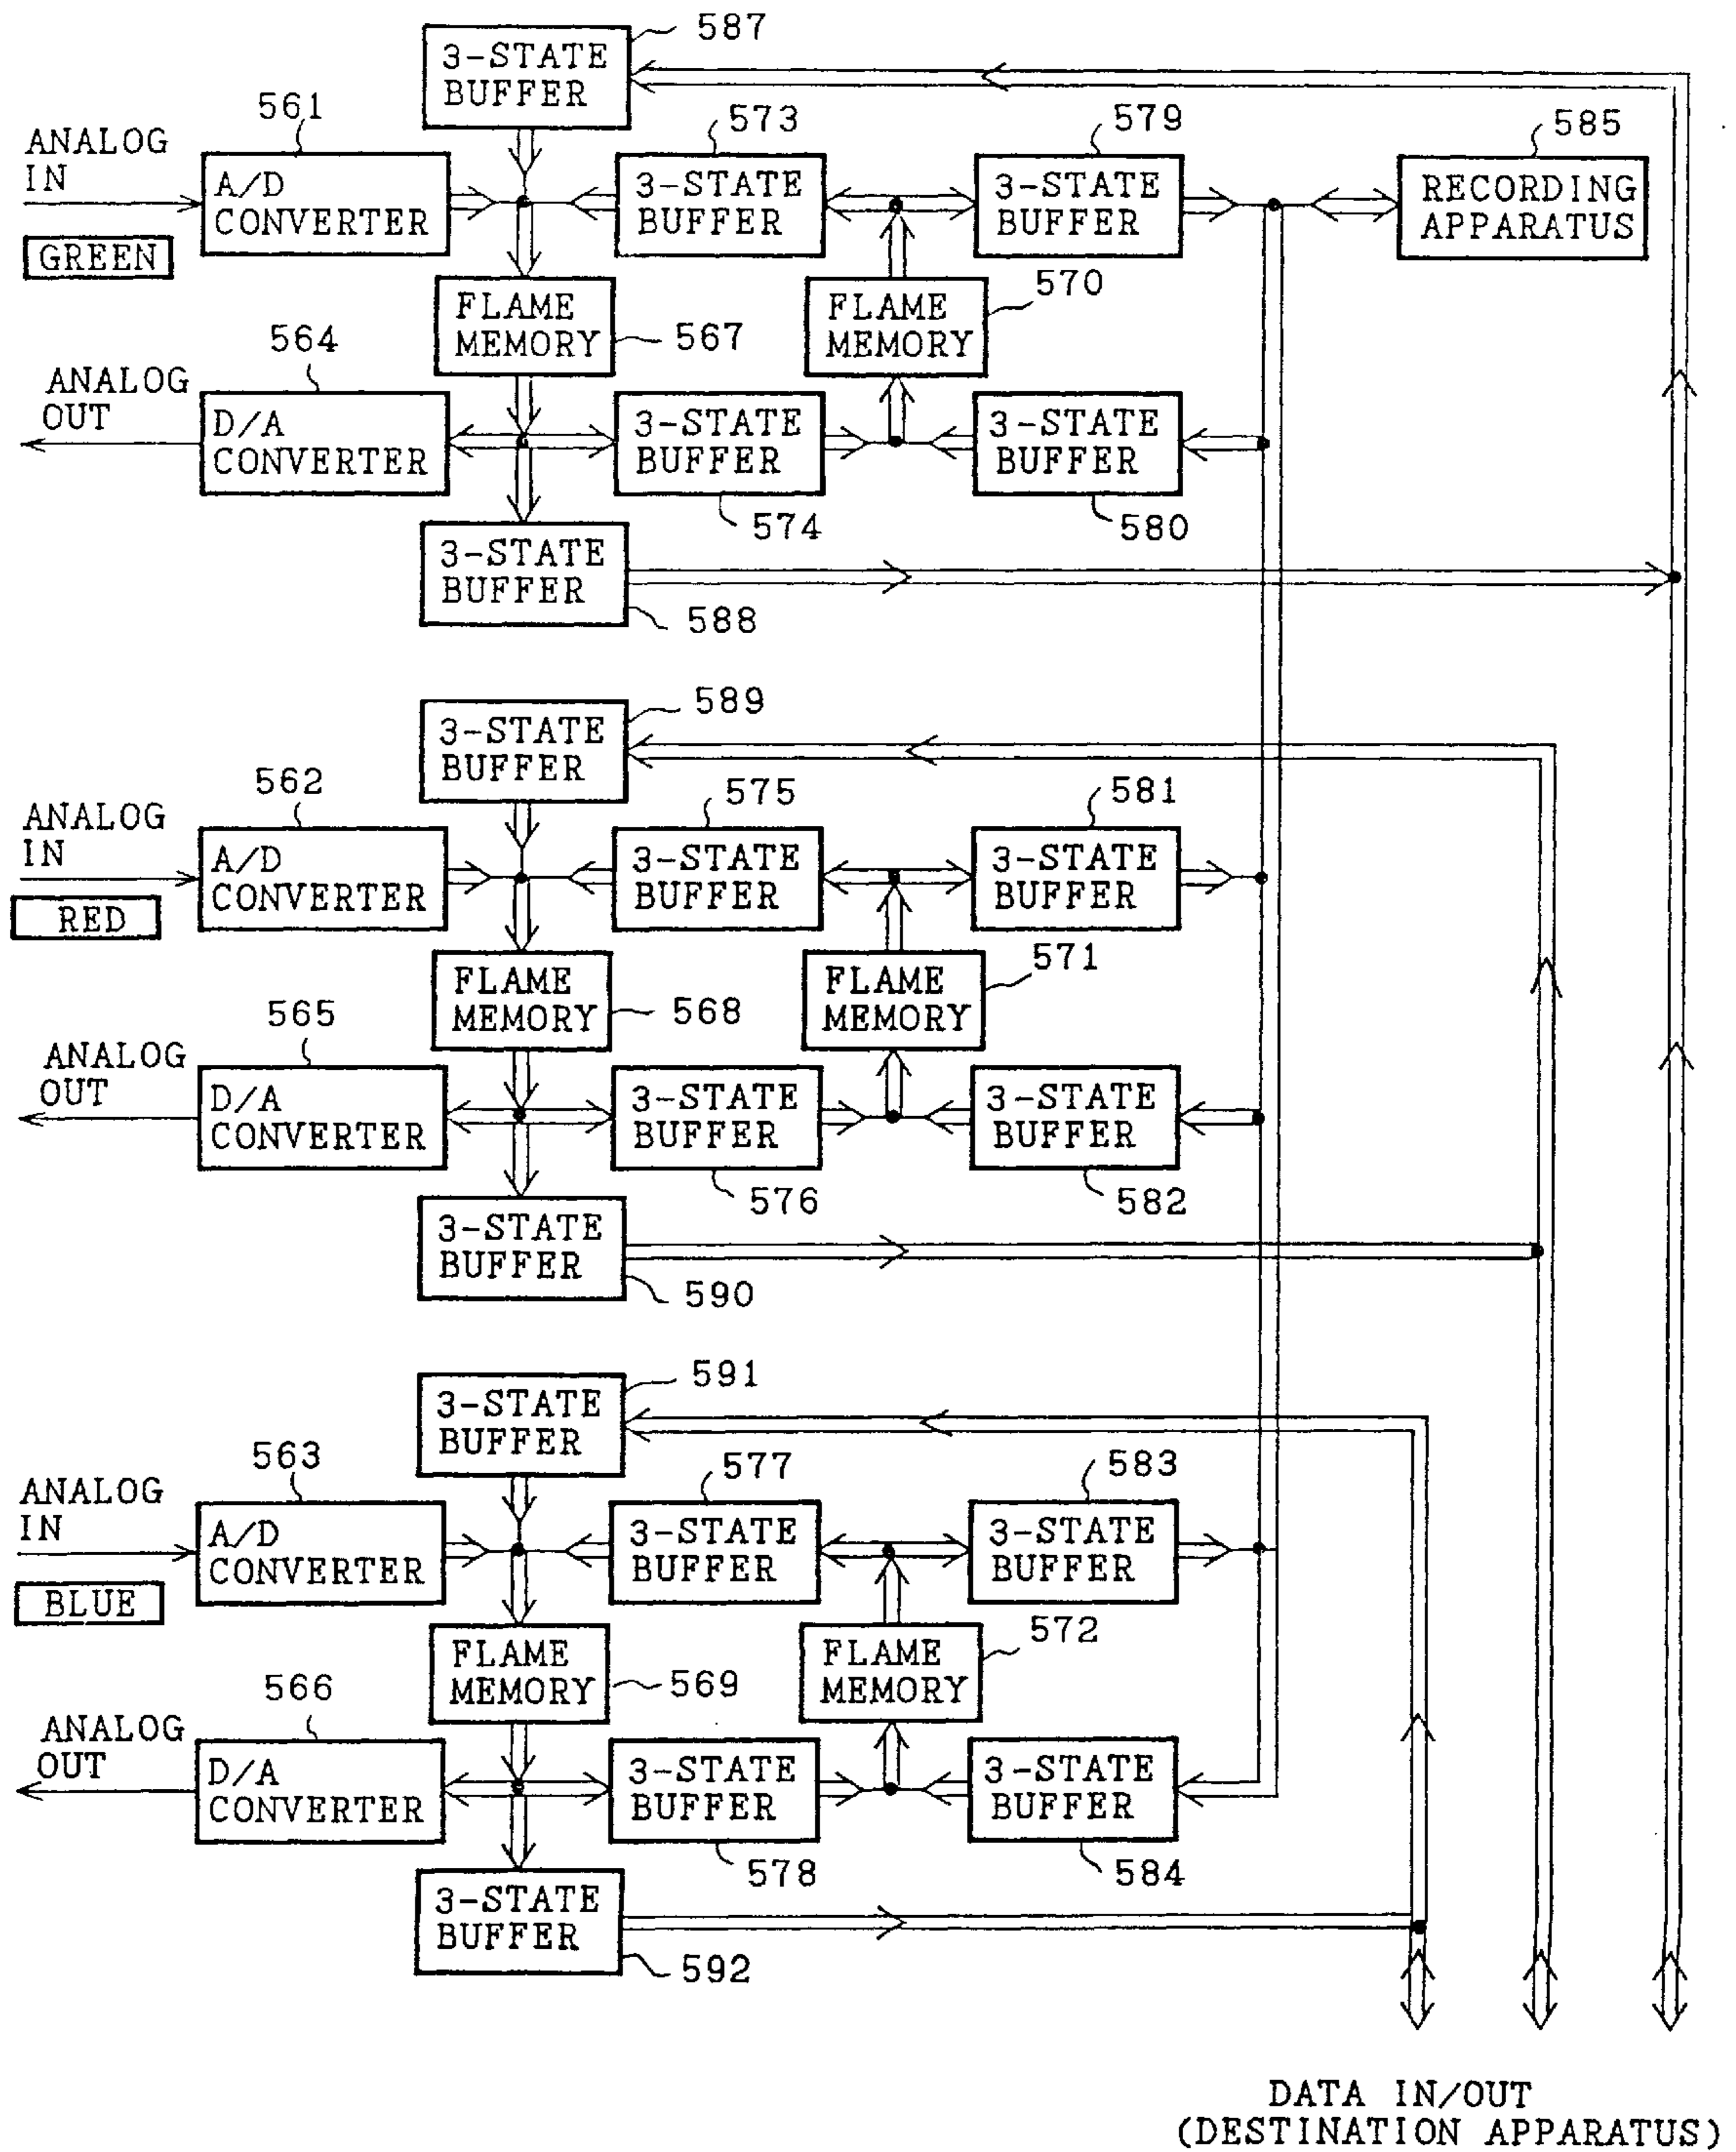 587
3-STATE
BUFFER
561
573
579
585
ANALOG
IN
A/D
CONVERTER
3-STATE
BUFFER
3-STATE
BUFFER
RECORDING
APPARATUS
GREEN
FLAME
MEMORY
567
FLAME
MEMORY
570
564
ANALOG
OUT
D/A
CONVERTER
3-STATE
BUFFER
3-STATE
BUFFER
574
580
3-STATE
BUFFER
588
589
3-STATE
BUFFER
562
575
581
ANALOG
IN
A/D
CONVERTER
3-STATE
BUFFER
3-STATE
BUFFER
RED
FLAME
MEMORY
568
FLAME
MEMORY
571
565
ANALOG
OUT
D/A
CONVERTER
3-STATE
BUFFER
3-STATE
BUFFER
576
582
3-STATE
BUFFER
590
591
3-STATE
BUFFER
563
577
583
ANALOG
IN
A/D
CONVERTER
3-STATE
BUFFER
3-STATE
BUFFER
BLUE
FLAME
MEMORY
569
FLAME
MEMORY
572
566
ANALOG
OUT
D/A
CONVERTER
3-STATE
BUFFER
3-STATE
BUFFER
578
584
3-STATE
BUFFER
592
DATA IN/OUT
(DESTINATION APPARATUS)